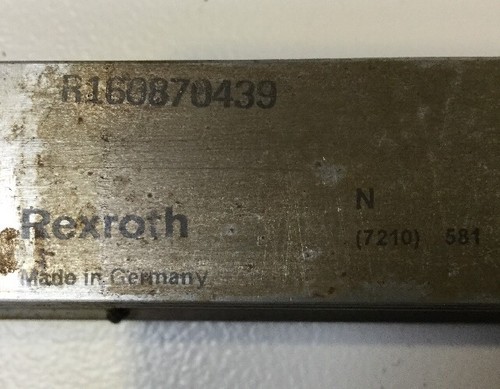 R160870439
Rexroth
N
(7210) 581
Made in Germany